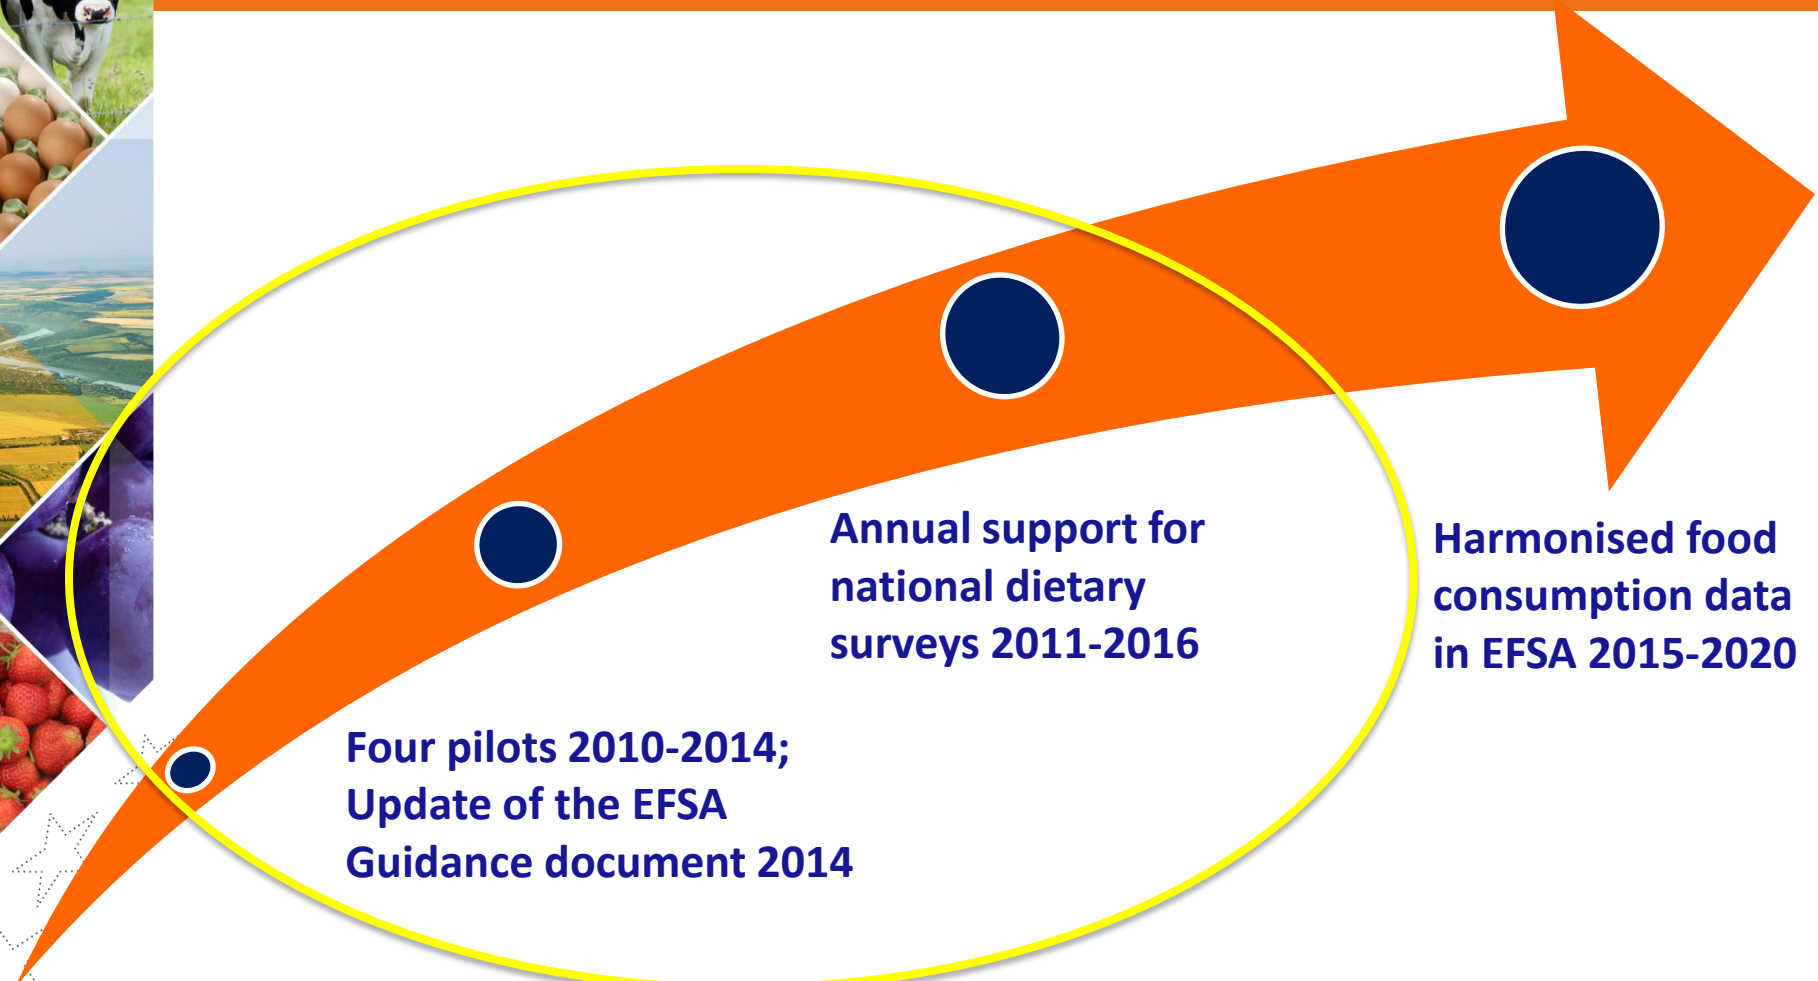 Four pilots 2010-2014;
Update of the EFSA
Guidance document 2014
Annual support for
national dietary
surveys 2011-2016
Harmonised food
consumption data
in EFSA 2015-2020